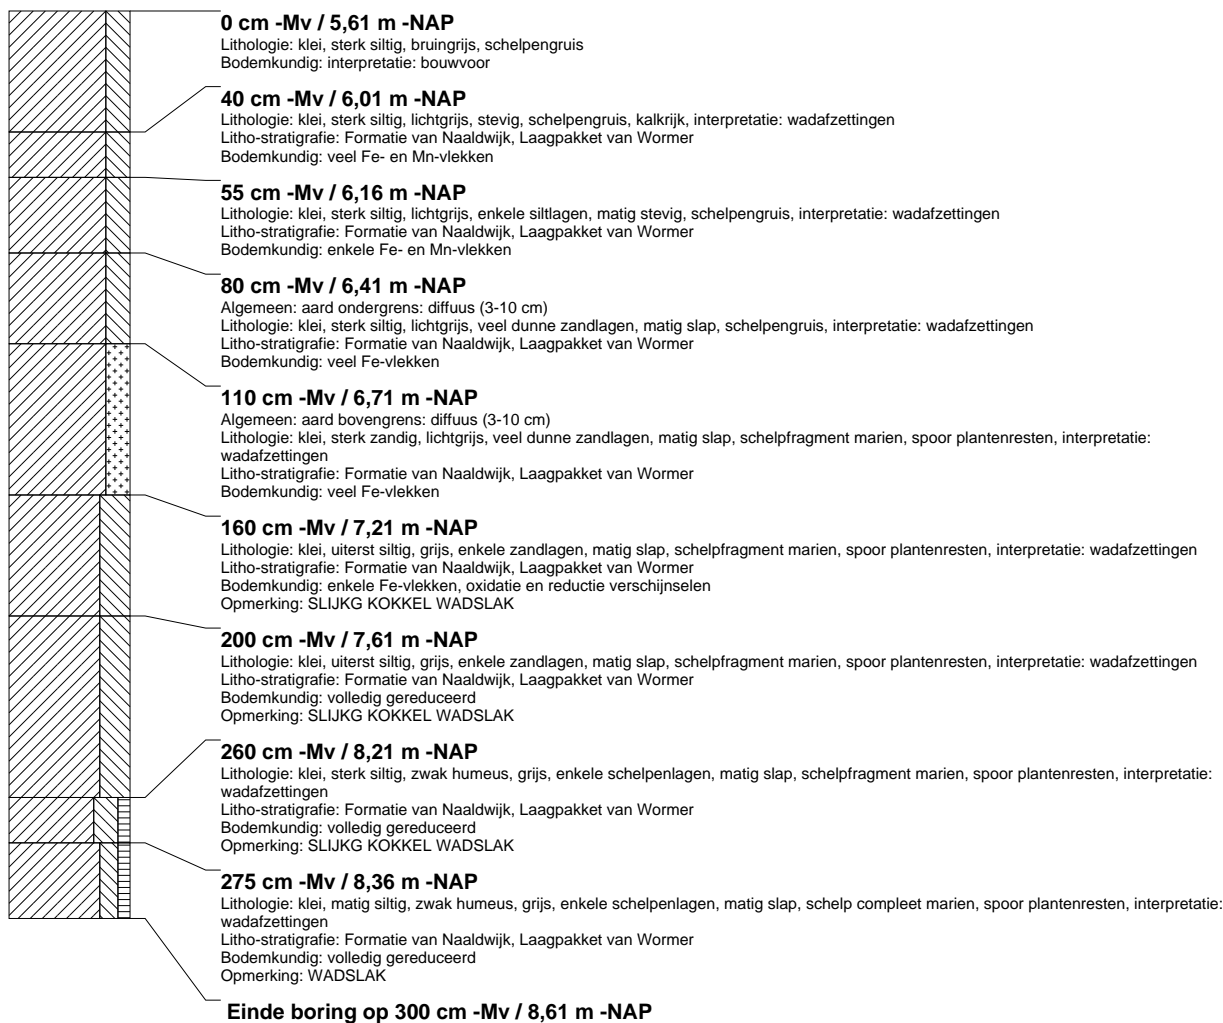 0 cm -Mv / 5,61 m -NAP
Lithologie: klei, sterk siltig, bruingrijs, schelpengruis
Bodemkundig: interpretatie: bouwvoor
40 cm -Mv / 6,01 m -NAP
Lithologie: klei, sterk siltig, lichtgrijs, stevig, schelpengruis, kalkrijk, interpretatie: wadafzettingen
Litho-stratigrafie: Formatie van Naaldwijk, Laagpakket van Wormer
Bodemkundig: veel Fe- en Mn-vlekken
55 cm -Mv / 6,16 m -NAP
Lithologie: klei, sterk siltig, lichtgrijs, enkele siltlagen, matig stevig, schelpengruis, interpretatie: wadafzettingen
Litho-stratigrafie: Formatie van Naaldwijk, Laagpakket van Wormer
Bodemkundig: enkele Fe- en Mn-vlekken
80 cm -Mv / 6,41 m -NAP
Algemeen: aard ondergrens: diffuus (3-10 cm)
Lithologie: klei, sterk siltig, lichtgrijs, veel dunne zandlagen, matig slap, schelpengruis, interpretatie: wadafzettingen
Litho-stratigrafie: Formatie van Naaldwijk, Laagpakket van Wormer
Bodemkundig: veel Fe-vlekken
110 cm -Mv / 6,71 m -NAP
Algemeen: aard bovengrens: diffuus (3-10 cm)
Lithologie: klei, sterk zandig, lichtgrijs, veel dunne zandlagen, matig slap, schelpfragment marien, spoor plantenresten, interpretatie:
wadafzettingen
Litho-stratigrafie: Formatie van Naaldwijk, Laagpakket van Wormer
Bodemkundig: veel Fe-vlekken
160 cm -Mv / 7,21 m -NAP
Lithologie: klei, uiterst siltig, grijs, enkele zandlagen, matig slap, schelpfragment marien, spoor plantenresten, interpretatie: wadafzettingen
Litho-stratigrafie: Formatie van Naaldwijk, Laagpakket van Wormer
Bodemkundig: enkele Fe-vlekken, oxidatie en reductie verschijnselen
Opmerking: SLIJKG KOKKEL WADSLAK
200 cm -Mv / 7,61 m -NAP
Lithologie: klei, uiterst siltig, grijs, enkele zandlagen, matig slap, schelpfragment marien, spoor plantenresten, interpretatie: wadafzettingen
Litho-stratigrafie: Formatie van Naaldwijk, Laagpakket van Wormer
Bodemkundig: volledig gereduceerd
Opmerking: SLIJKG KOKKEL WADSLAK
260 cm -Mv / 8,21 m -NAP
Lithologie: klei, sterk siltig, zwak humeus, grijs, enkele schelpenlagen, matig slap, schelpfragment marien, spoor plantenresten, interpretatie:
wadafzettingen
Litho-stratigrafie: Formatie van Naaldwijk, Laagpakket van Wormer
Bodemkundig: volledig gereduceerd
Opmerking: SLIJKG KOKKEL WADSLAK
275 cm -Mv / 8,36 m -NAP
Lithologie: klei, matig siltig, zwak humeus, grijs, enkele schelpenlagen, matig slap, schelp compleet marien, spoor plantenresten, interpretatie:
wadafzettingen
Litho-stratigrafie: Formatie van Naaldwijk, Laagpakket van Wormer
Bodemkundig: volledig gereduceerd
Opmerking: WADSLAK
Einde boring op 300 cm -Mv / 8,61 m -NAP